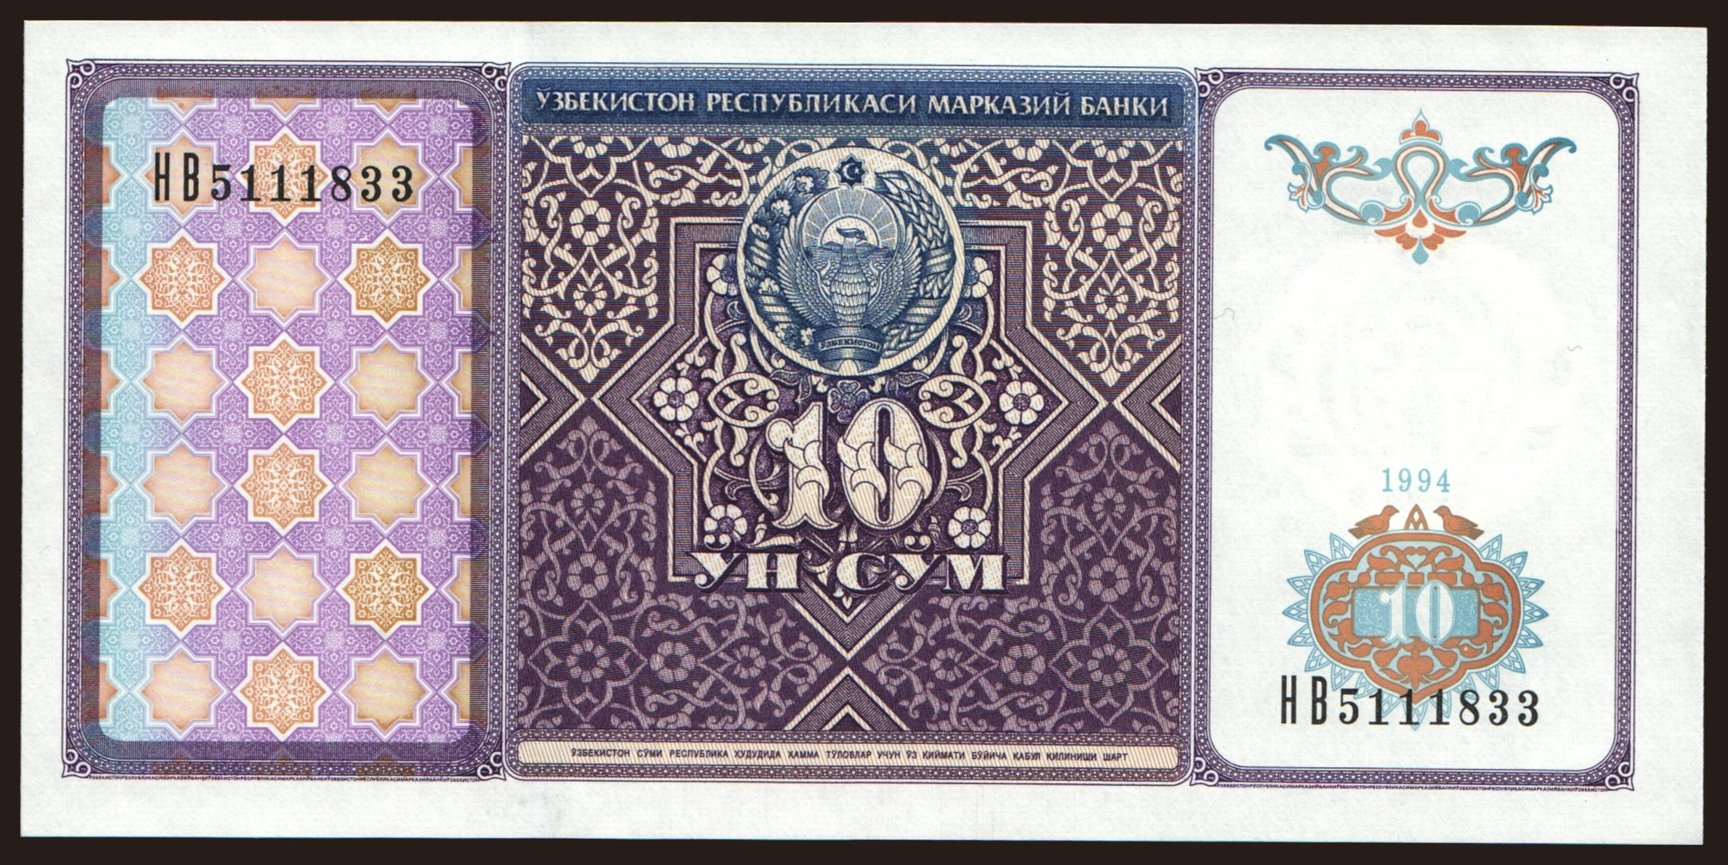 ЎЗБЕКИСТОН РЕСПУБЛИКАСИ МАРКАЗИЙ БАНКИ
НВ5111833
ЎЗБЕКИСТОН
10
ЎН СЎМ
1994
10
НВ5111833
ЎЗБЕКИСТОН СЎМИ РЕСПУБЛИКА ҲУДУДИДА ҲАММА ТЎЛОВЛАР УЧУН ЎЗ ҚИЙМАТИ БЎЙИЧА ҚАБУЛ ҚИЛИНИШИ ШАРТ